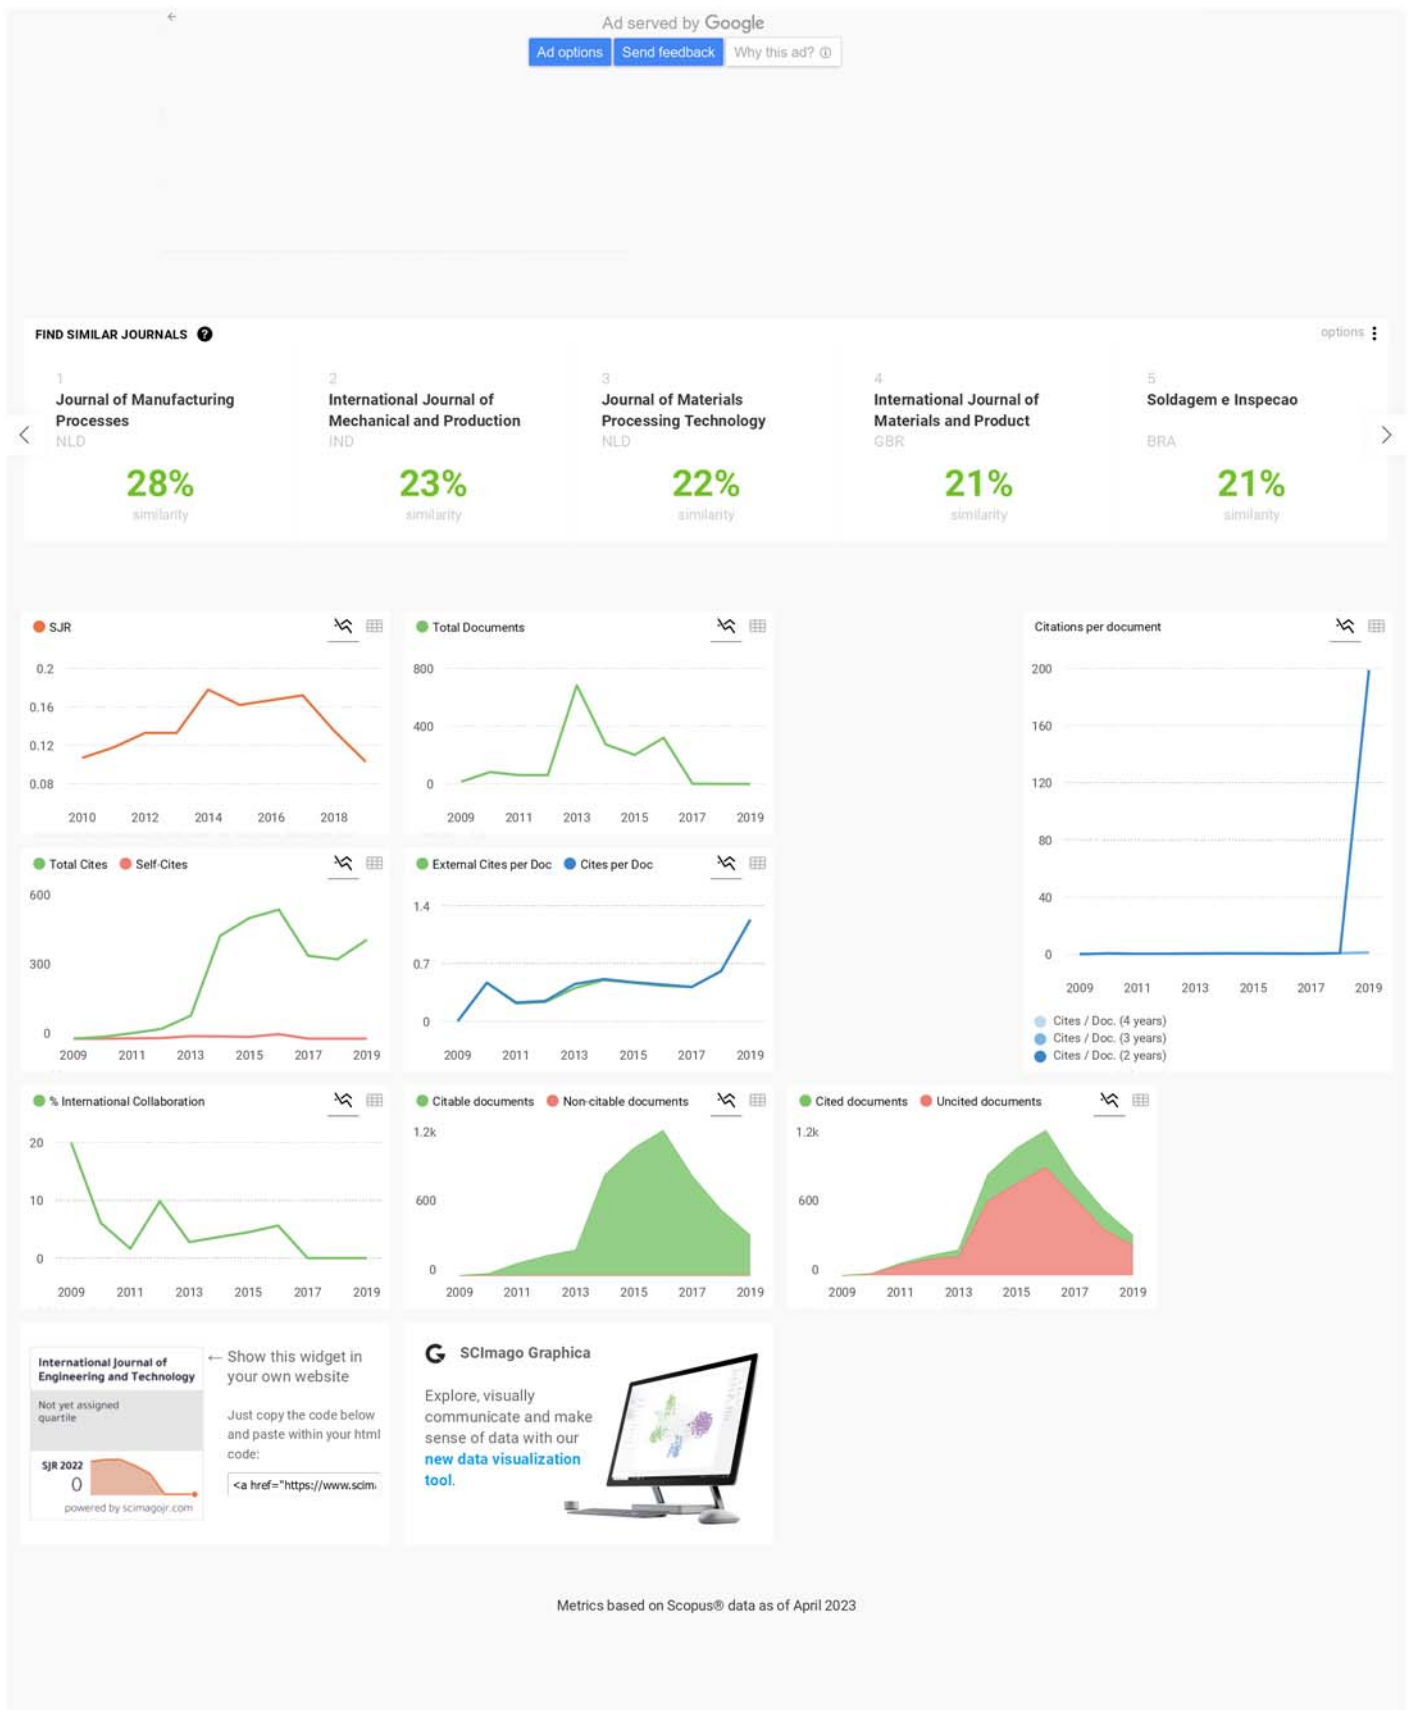 Ad served by Google
Ad options Send feedback Why this ad?
FIND SIMILAR JOURNALS ?
options
1
Journal of Manufacturing
Processes
NLD
28%
similarity
2
International Journal of
Mechanical and Production
IND
23%
similarity
3
Journal of Materials
Processing Technology
NLD
22%
similarity
4
International Journal of
Materials and Product
GBR
21%
similarity
5
Soldagem e Inspecao
BRA
21%
similarity
SJR
0.2
0.16
0.12
0.08
2010 2012 2014 2016 2018
Total Documents
800
400
0
2009 2011 2013 2015 2017 2019
Citations per document
200
160
120
80
40
0
2009 2011 2013 2015 2017 2019
Cites / Doc. (4 years)
Cites / Doc. (3 years)
Cites / Doc. (2 years)
Total Cites Self-Cites
600
300
0
2009 2011 2013 2015 2017 2019
External Cites per Doc Cites per Doc
1.4
0.7
0
2009 2011 2013 2015 2017 2019
% International Collaboration
20
10
0
2009 2011 2013 2015 2017 2019
Citable documents Non-citable documents
1.2k
600
0
2009 2011 2013 2015 2017 2019
Cited documents Uncited documents
1.2k
600
0
2009 2011 2013 2015 2017 2019
International Journal of
Engineering and Technology
Not yet assigned
quartile
SJR 2022
0
powered by scimagojr.com
← Show this widget in
your own website
Just copy the code below
and paste within your html
code:
<a href="https://www.scim
SCImago Graphica
Explore, visually
communicate and make
sense of data with our
new data visualization
tool.
Metrics based on Scopus® data as of April 2023